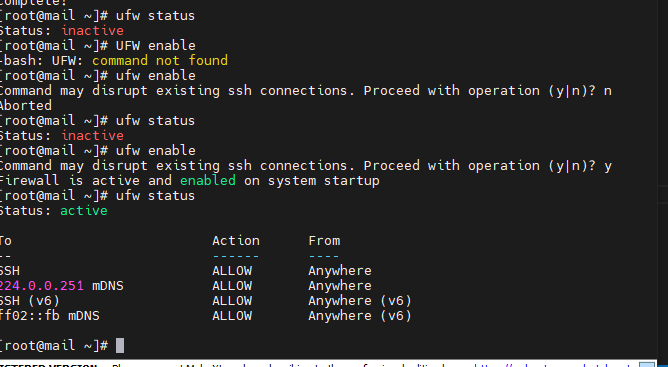 omplete!
[root@mail ~]# ufw status
Status: inactive
[root@mail ~]# UFW enable
-bash: UFW: command not found
[root@mail ~]# ufw enable
Command may disrupt existing ssh connections. Proceed with operation (y|n)? n
Aborted
[root@mail ~]# ufw status
Status: inactive
[root@mail ~]# ufw enable
Command may disrupt existing ssh connections. Proceed with operation (y|n)? y
Firewall is active and enabled on system startup
[root@mail ~]# ufw status
Status: active
To Action From
-- ------ ----
SSH ALLOW Anywhere
224.0.0.251 mDNS ALLOW Anywhere
SSH (v6) ALLOW Anywhere (v6)
ff02::fb mDNS ALLOW Anywhere (v6)
[root@mail ~]#